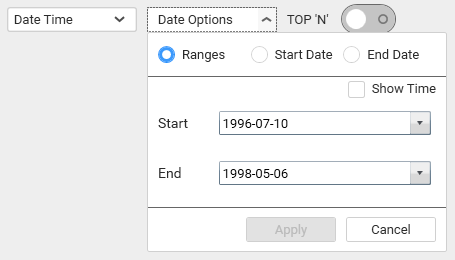 Date Time Date Options TOP 'N'
Ranges Start Date End Date
Show Time
Start 1996-07-10
End 1998-05-06
Apply Cancel